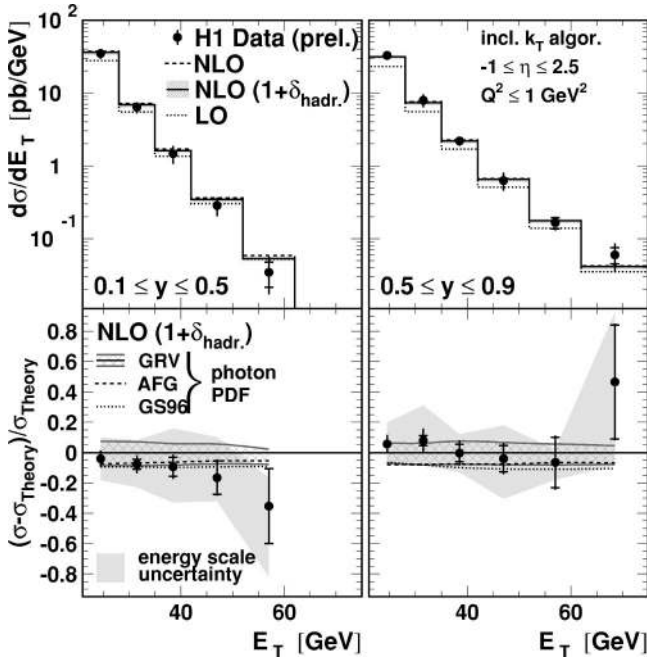 10²
H1 Data (prel.)
NLO
NLO (1+δhadr.)
LO
incl. kT algor.
-1 ≤ η ≤ 2.5
Q² ≤ 1 GeV²
10
1
10⁻¹
dσ/dET [pb/GeV]
0.1 ≤ y ≤ 0.5
0.5 ≤ y ≤ 0.9
NLO (1+δhadr.)
GRV
AFG
GS96
photon
PDF
energy scale
uncertainty
0.8
0.6
0.4
0.2
0
-0.2
-0.4
-0.6
-0.8
(σ-σTheory)/σTheory
40 60
40 60
ET [GeV]
ET [GeV]